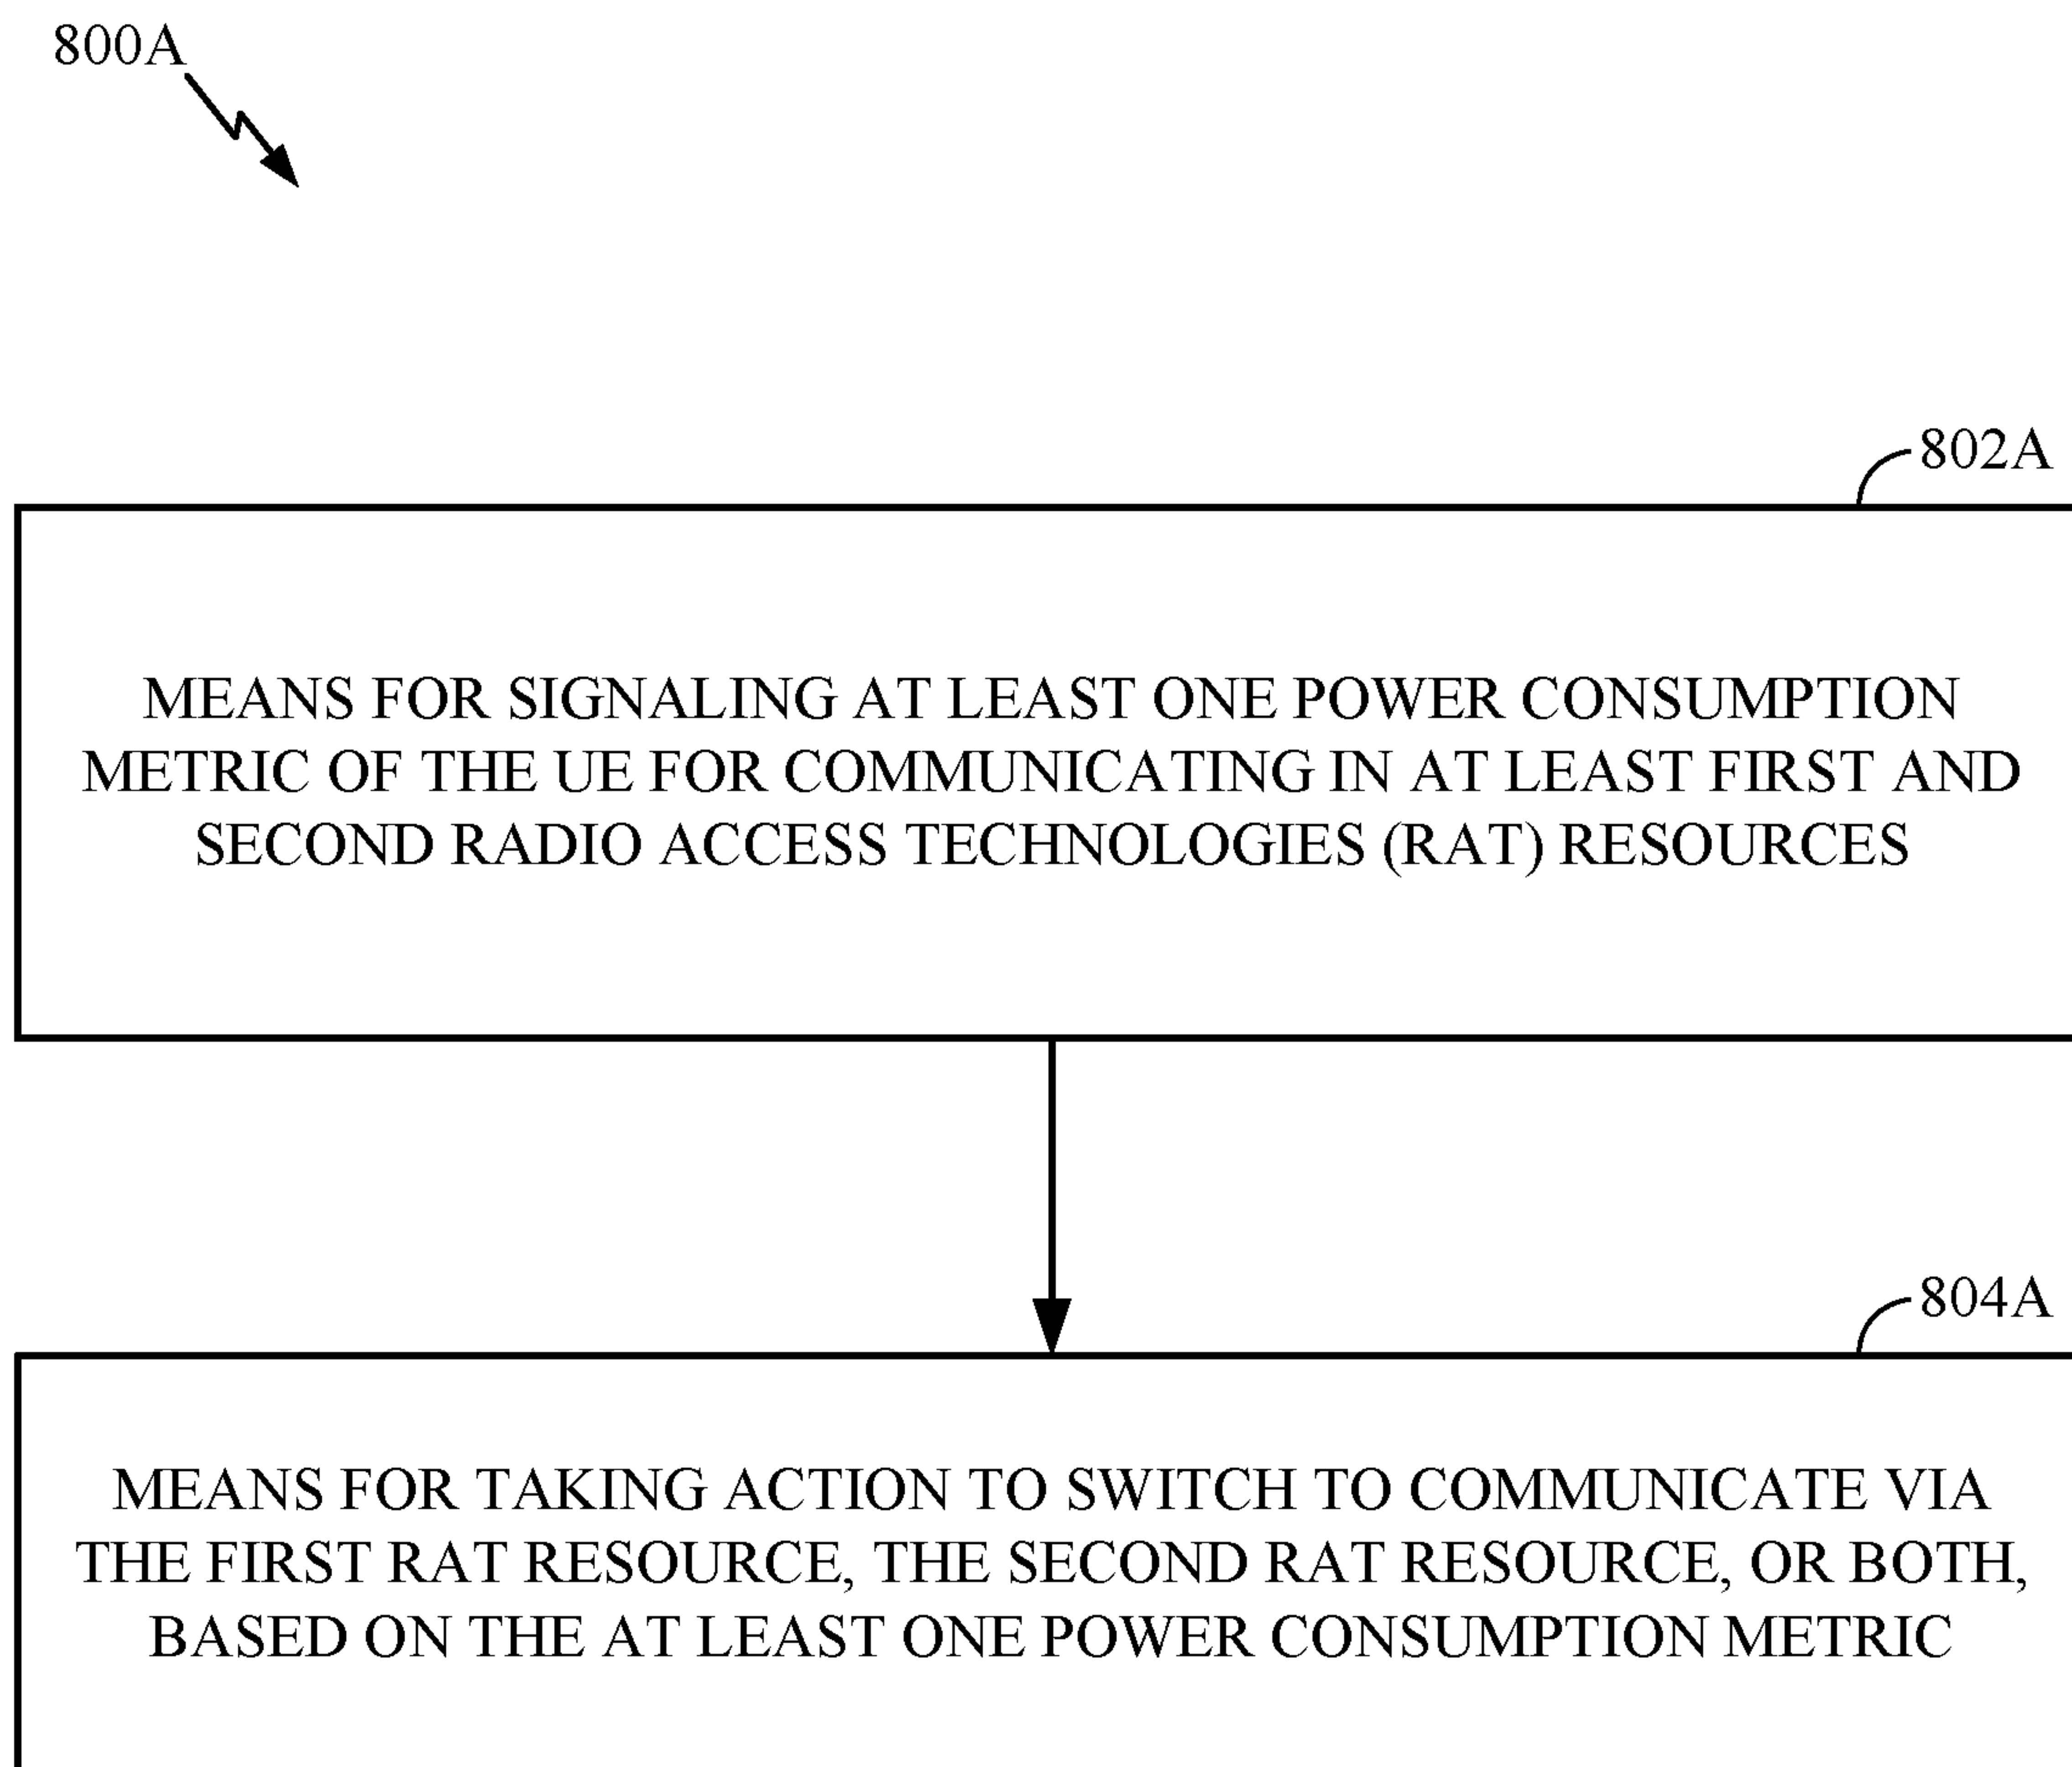 800A
802A
MEANS FOR SIGNALING AT LEAST ONE POWER CONSUMPTION
METRIC OF THE UE FOR COMMUNICATING IN AT LEAST FIRST AND
SECOND RADIO ACCESS TECHNOLOGIES (RAT) RESOURCES
804A
MEANS FOR TAKING ACTION TO SWITCH TO COMMUNICATE VIA
THE FIRST RAT RESOURCE, THE SECOND RAT RESOURCE, OR BOTH,
BASED ON THE AT LEAST ONE POWER CONSUMPTION METRIC